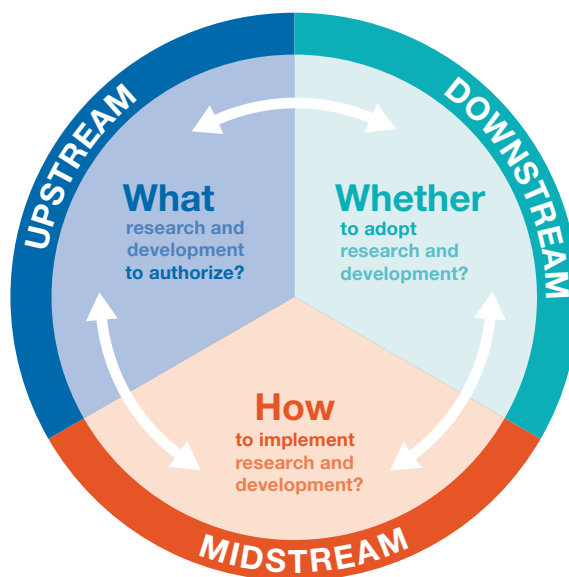 UPSTREAM
What
research and
development
to authorize?
DOWNSTREAM
Whether
to adopt
research and
development?
How
to implement
research and
development?
MIDSTREAM